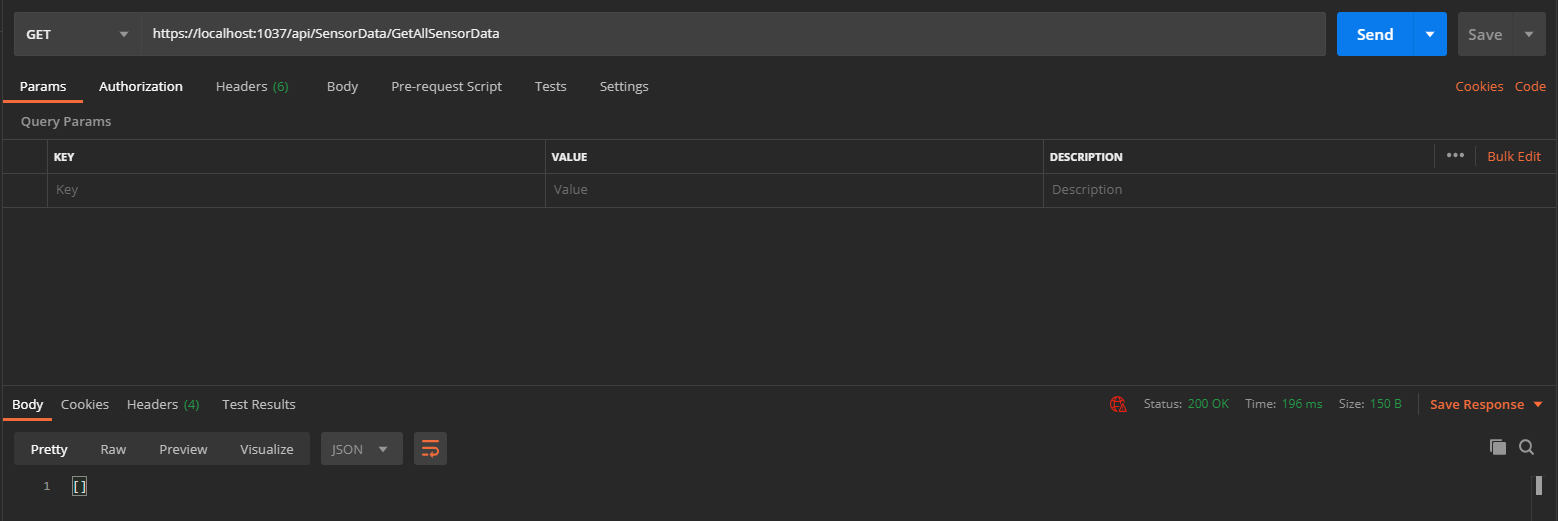 GET https://localhost:1037/api/SensorData/GetAllSensorData Send Save
Params Authorization Headers (6) Body Pre-request Script Tests Settings Cookies Code
Query Params
KEY VALUE DESCRIPTION ••• Bulk Edit
Key Value Description
Body Cookies Headers (4) Test Results Status: 200 OK Time: 196 ms Size: 150 B Save Response
Pretty Raw Preview Visualize JSON
1 []